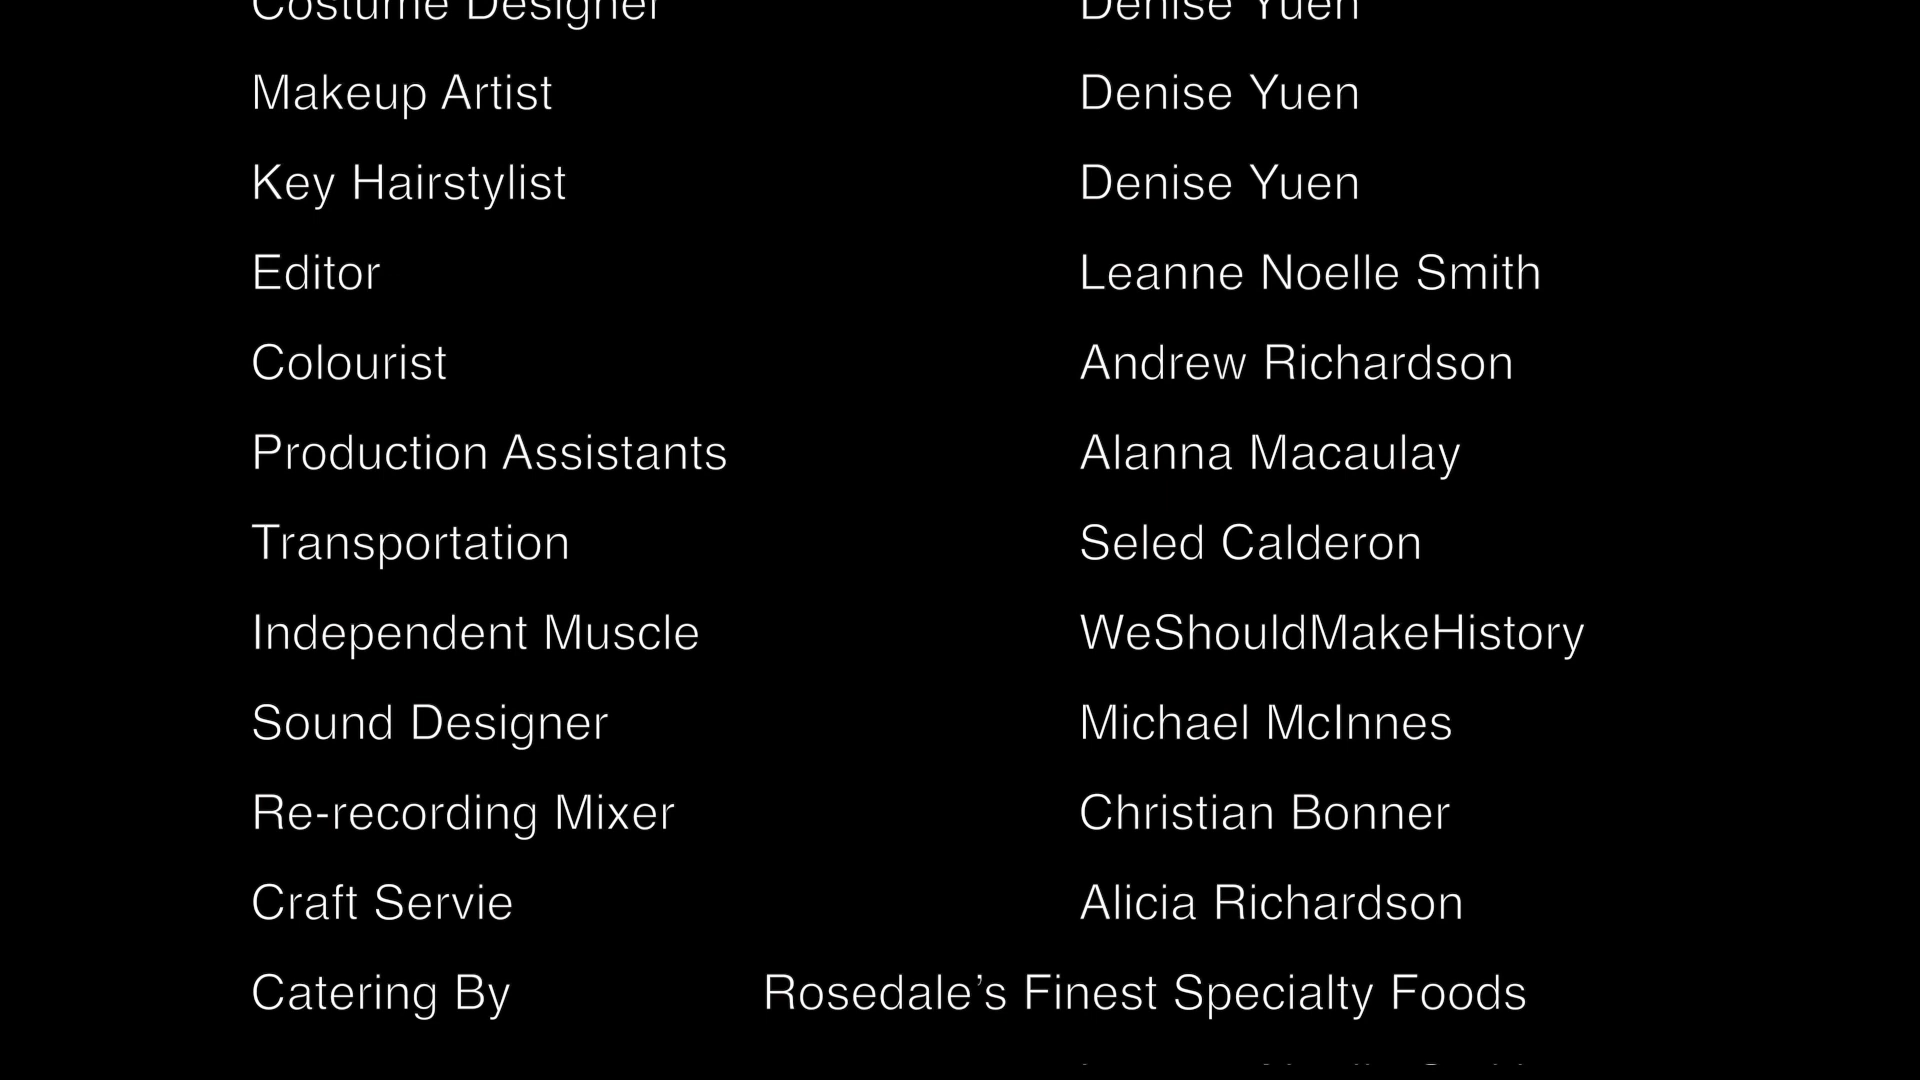 Costume Designer Denise Yuen
Makeup Artist Denise Yuen
Key Hairstylist Denise Yuen
Editor Leanne Noelle Smith
Colourist Andrew Richardson
Production Assistants Alanna Macaulay
Transportation Seled Calderon
Independent Muscle WeShouldMakeHistory
Sound Designer Michael McInnes
Re-recording Mixer Christian Bonner
Craft Servie Alicia Richardson
Catering By Rosedale’s Finest Specialty Foods